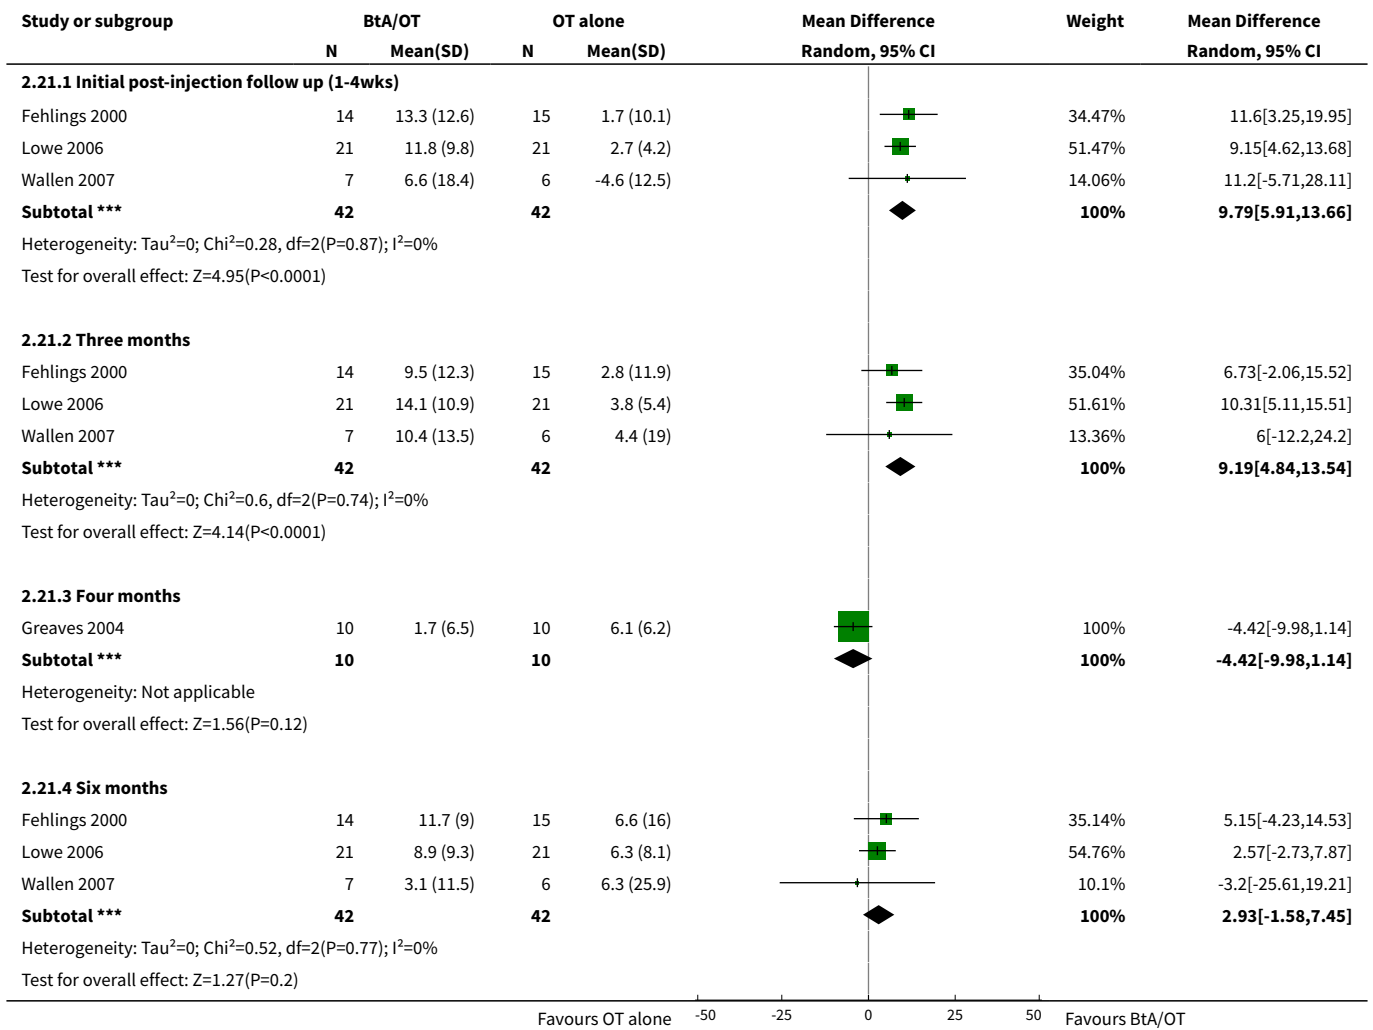 Study or subgroup BtA/OT OT alone Mean Difference Weight Mean Difference
N Mean(SD) N Mean(SD) Random, 95% CI Random, 95% CI
2.21.1 Initial post-injection follow up (1-4wks)
Fehlings 2000 14 13.3 (12.6) 15 1.7 (10.1) 34.47% 11.6[3.25,19.95]
Lowe 2006 21 11.8 (9.8) 21 2.7 (4.2) 51.47% 9.15[4.62,13.68]
Wallen 2007 7 6.6 (18.4) 6 -4.6 (12.5) 14.06% 11.2[-5.71,28.11]
Subtotal *** 42 42 100% 9.79[5.91,13.66]
Heterogeneity: Tau²=0; Chi²=0.28, df=2(P=0.87); I²=0%
Test for overall effect: Z=4.95(P<0.0001)
2.21.2 Three months
Fehlings 2000 14 9.5 (12.3) 15 2.8 (11.9) 35.04% 6.73[-2.06,15.52]
Lowe 2006 21 14.1 (10.9) 21 3.8 (5.4) 51.61% 10.31[5.11,15.51]
Wallen 2007 7 10.4 (13.5) 6 4.4 (19) 13.36% 6[-12.2,24.2]
Subtotal *** 42 42 100% 9.19[4.84,13.54]
Heterogeneity: Tau²=0; Chi²=0.6, df=2(P=0.74); I²=0%
Test for overall effect: Z=4.14(P<0.0001)
2.21.3 Four months
Greaves 2004 10 1.7 (6.5) 10 6.1 (6.2) 100% -4.42[-9.98,1.14]
Subtotal *** 10 10 100% -4.42[-9.98,1.14]
Heterogeneity: Not applicable
Test for overall effect: Z=1.56(P=0.12)
2.21.4 Six months
Fehlings 2000 14 11.7 (9) 15 6.6 (16) 35.14% 5.15[-4.23,14.53]
Lowe 2006 21 8.9 (9.3) 21 6.3 (8.1) 54.76% 2.57[-2.73,7.87]
Wallen 2007 7 3.1 (11.5) 6 6.3 (25.9) 10.1% -3.2[-25.61,19.21]
Subtotal *** 42 42 100% 2.93[-1.58,7.45]
Heterogeneity: Tau²=0; Chi²=0.52, df=2(P=0.77); I²=0%
Test for overall effect: Z=1.27(P=0.2)
Favours OT alone -50 -25 0 25 50 Favours BtA/OT